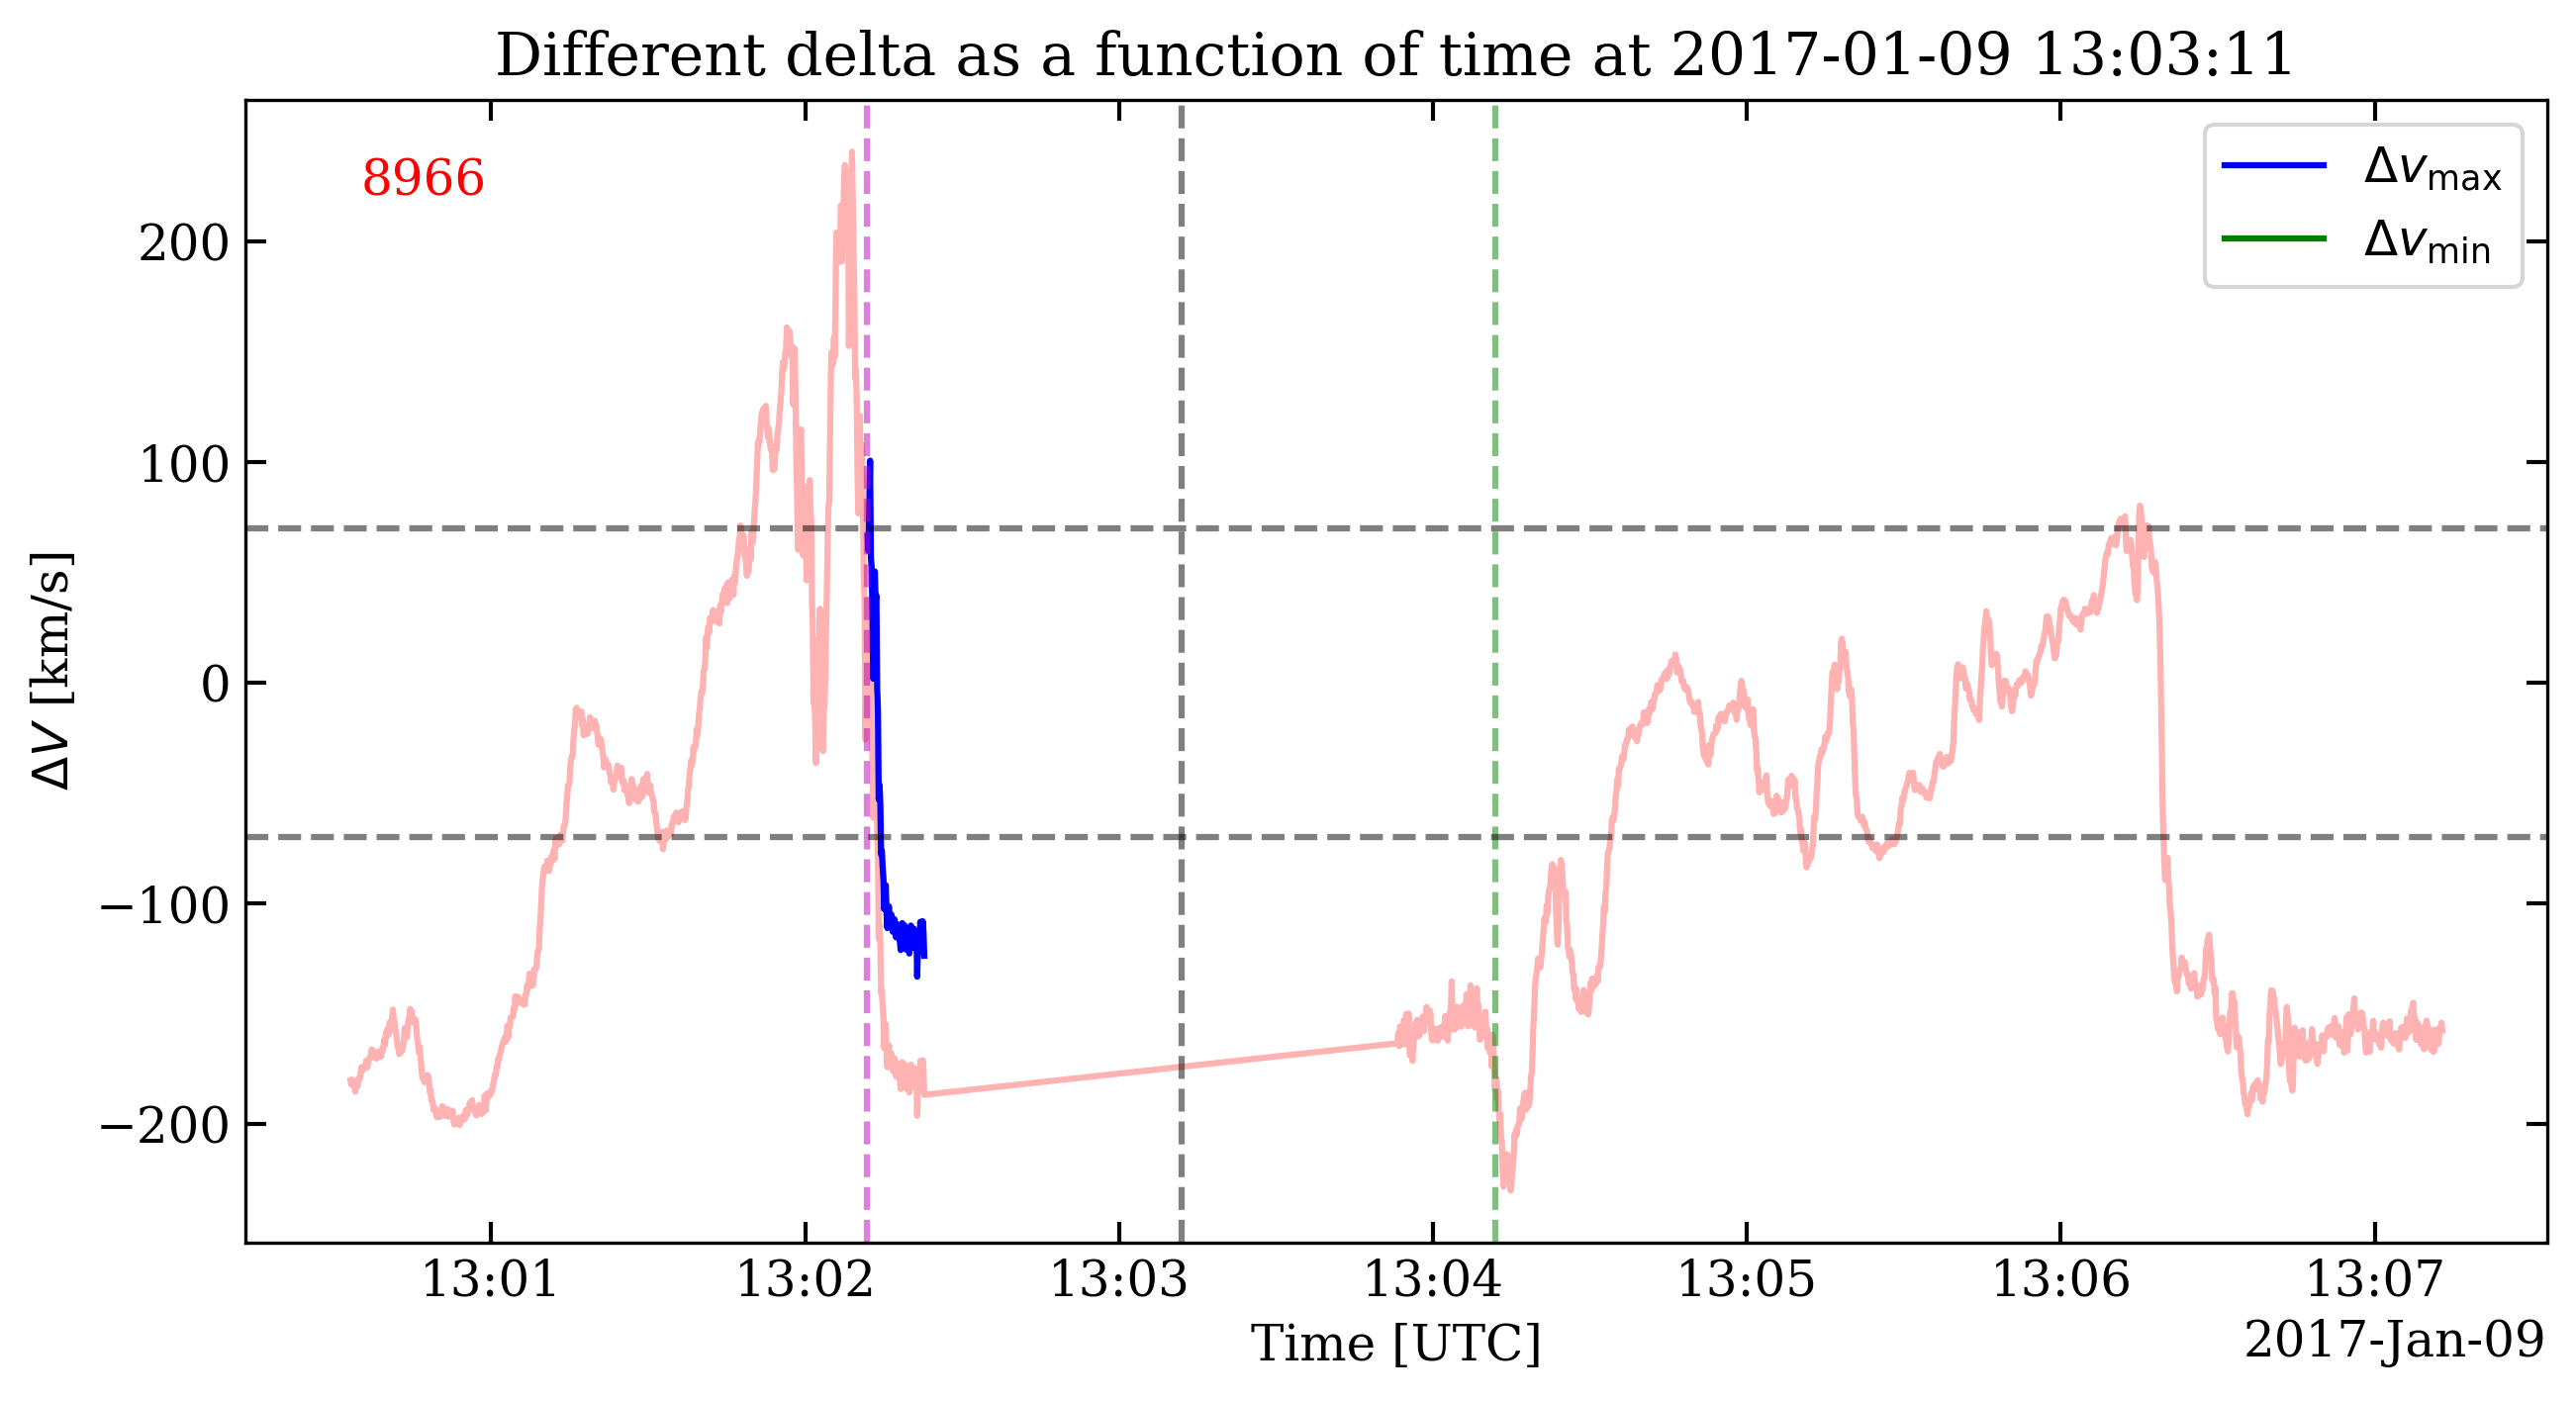 Different delta as a function of time at 2017-01-09 13:03:11
8966
Δv_max
Δv_min
200
100
0
−100
−200
ΔV [km/s]
13:01 13:02 13:03 13:04 13:05 13:06 13:07
2017-Jan-09
Time [UTC]